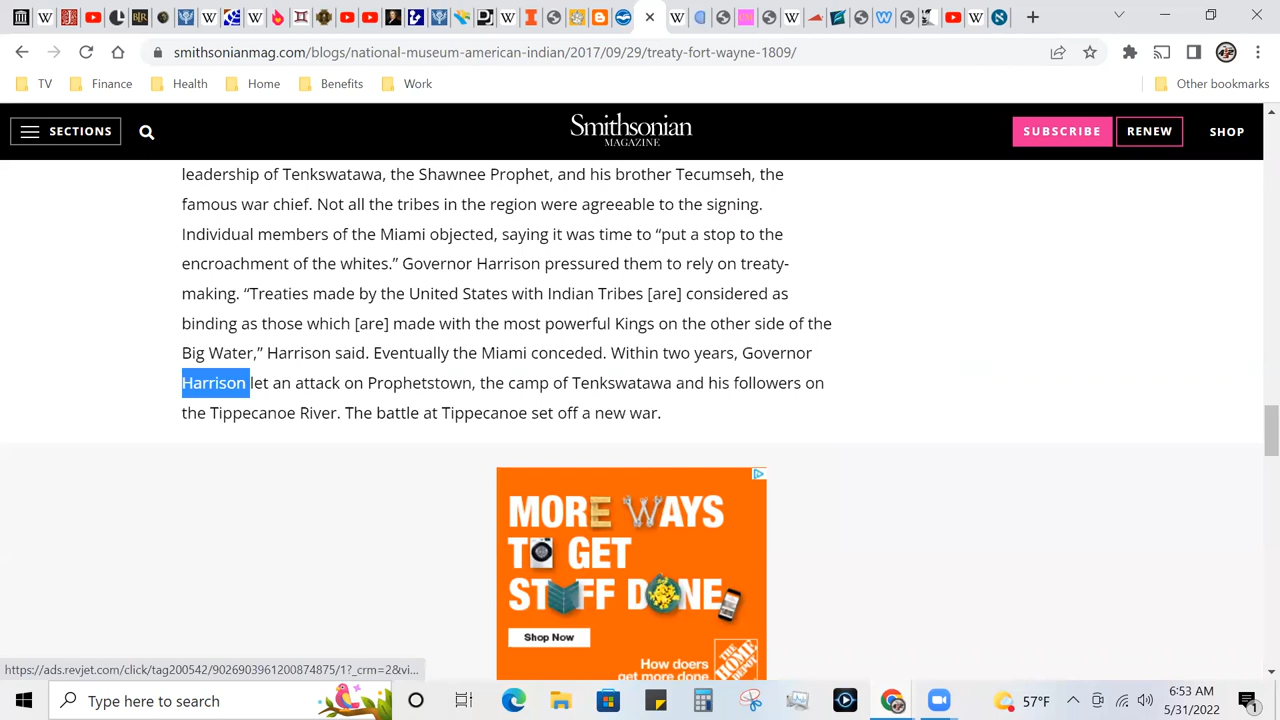 smithsonianmag.com/blogs/national-museum-american-indian/2017/09/29/treaty-fort-wayne-1809/
TV Finance Health Home Benefits Work Other bookmarks
SECTIONS Smithsonian MAGAZINE SUBSCRIBE RENEW SHOP
leadership of Tenkswatawa, the Shawnee Prophet, and his brother Tecumseh, the
famous war chief. Not all the tribes in the region were agreeable to the signing.
Individual members of the Miami objected, saying it was time to “put a stop to the
encroachment of the whites.” Governor Harrison pressured them to rely on treaty-
making. “Treaties made by the United States with Indian Tribes [are] considered as
binding as those which [are] made with the most powerful Kings on the other side of the
Big Water,” Harrison said. Eventually the Miami conceded. Within two years, Governor
Harrison let an attack on Prophetstown, the camp of Tenkswatawa and his followers on
the Tippecanoe River. The battle at Tippecanoe set off a new war.
MORE WAYS
TO GET
STUFF DONE
Shop Now
How doers
get more done
THE HOME DEPOT
https://ads.revjet.com/click/tag200542/9026903961200874875/1?_crm=2&vi...
Type here to search
57°F
6:53 AM
5/31/2022
1